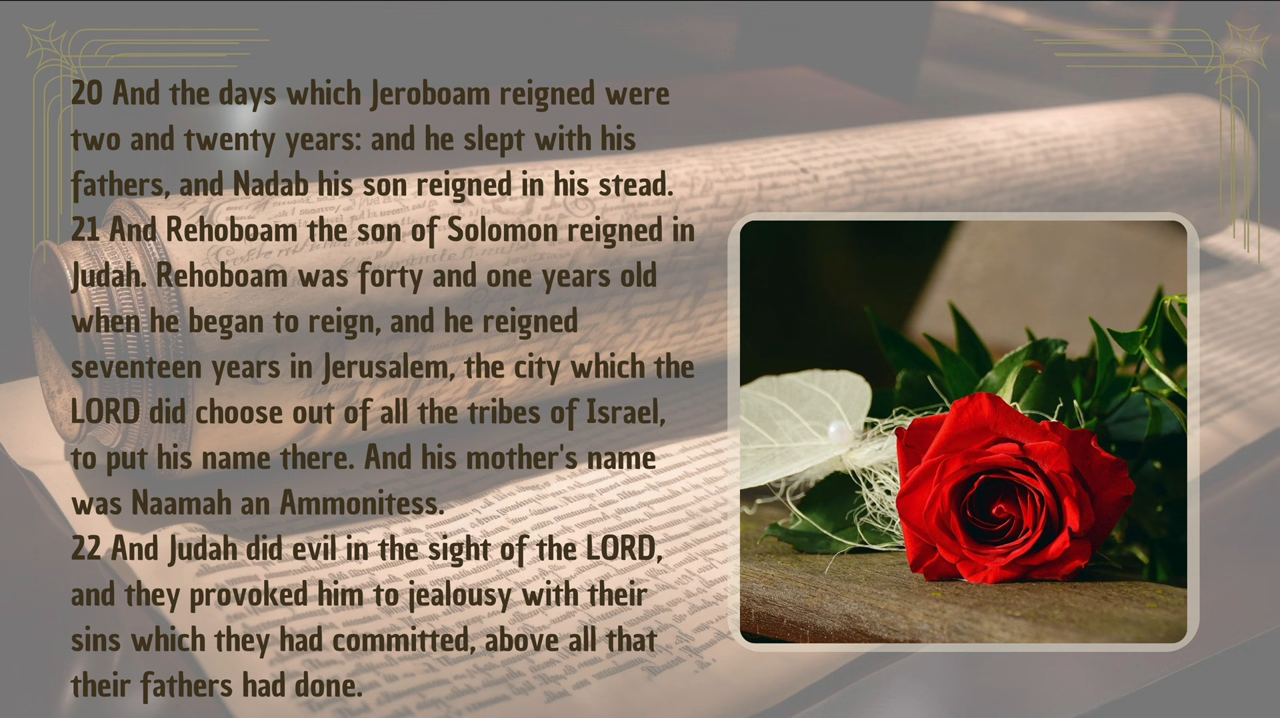 20 And the days which Jeroboam reigned were
two and twenty years: and he slept with his
fathers, and Nadab his son reigned in his stead.
21 And Rehoboam the son of Solomon reigned in
Judah. Rehoboam was forty and one years old
when he began to reign, and he reigned
seventeen years in Jerusalem, the city which the
LORD did choose out of all the tribes of Israel,
to put his name there. And his mother's name
was Naamah an Ammonitess.
22 And Judah did evil in the sight of the LORD,
and they provoked him to jealousy with their
sins which they had committed, above all that
their fathers had done.